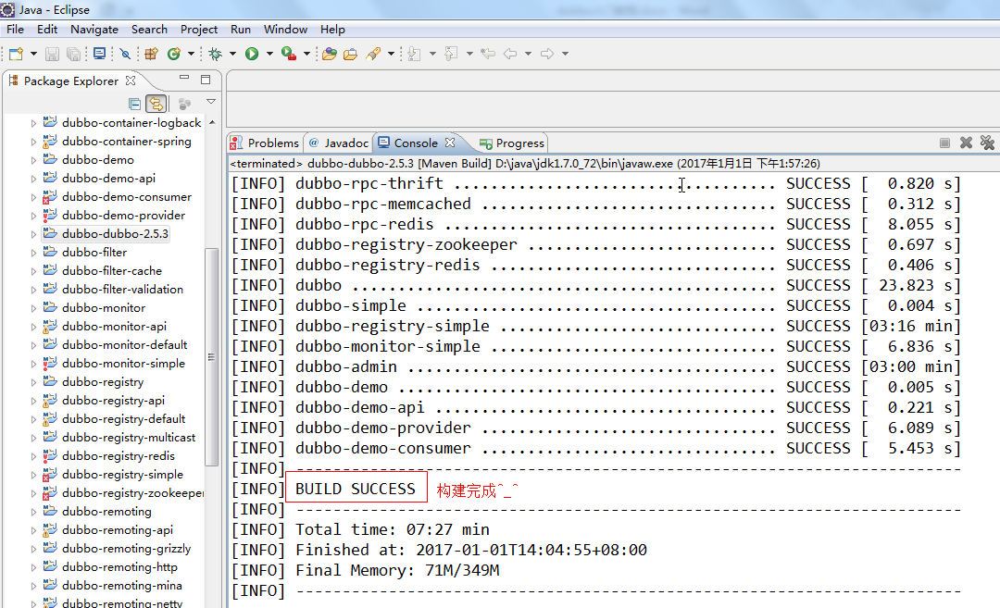 Java - Eclipse
File Edit Navigate Search Project Run Window Help
Package Explorer
dubbo-container-logback
dubbo-container-spring
dubbo-demo
dubbo-demo-api
dubbo-demo-consumer
dubbo-demo-provider
dubbo-dubbo-2.5.3
dubbo-filter
dubbo-filter-cache
dubbo-filter-validation
dubbo-monitor
dubbo-monitor-api
dubbo-monitor-default
dubbo-monitor-simple
dubbo-registry
dubbo-registry-api
dubbo-registry-default
dubbo-registry-multicast
dubbo-registry-redis
dubbo-registry-simple
dubbo-registry-zookeeper
dubbo-remoting
dubbo-remoting-api
dubbo-remoting-grizzly
dubbo-remoting-http
dubbo-remoting-mina
dubbo-remoting-netty
Problems @ Javadoc Console Progress
<terminated> dubbo-dubbo-2.5.3 [Maven Build] D:\java\jdk1.7.0_72\bin\javaw.exe (2017年1月1日 下午1:57:26)
[INFO] dubbo-rpc-thrift ................................... SUCCESS [  0.820 s]
[INFO] dubbo-rpc-memcached ................................ SUCCESS [  0.312 s]
[INFO] dubbo-rpc-redis .................................... SUCCESS [  8.055 s]
[INFO] dubbo-registry-zookeeper ........................... SUCCESS [  0.697 s]
[INFO] dubbo-registry-redis ............................... SUCCESS [  0.406 s]
[INFO] dubbo .............................................. SUCCESS [ 23.823 s]
[INFO] dubbo-simple ....................................... SUCCESS [  0.004 s]
[INFO] dubbo-registry-simple .............................. SUCCESS [03:16 min]
[INFO] dubbo-monitor-simple ............................... SUCCESS [  6.836 s]
[INFO] dubbo-admin ........................................ SUCCESS [03:00 min]
[INFO] dubbo-demo ......................................... SUCCESS [  0.005 s]
[INFO] dubbo-demo-api ..................................... SUCCESS [  0.221 s]
[INFO] dubbo-demo-provider ................................ SUCCESS [  6.089 s]
[INFO] dubbo-demo-consumer ................................ SUCCESS [  5.453 s]
[INFO] ------------------------------------------------------------------------
[INFO] BUILD SUCCESS 构建完成^_^
[INFO] ------------------------------------------------------------------------
[INFO] Total time: 07:27 min
[INFO] Finished at: 2017-01-01T14:04:55+08:00
[INFO] Final Memory: 71M/349M
[INFO] ------------------------------------------------------------------------